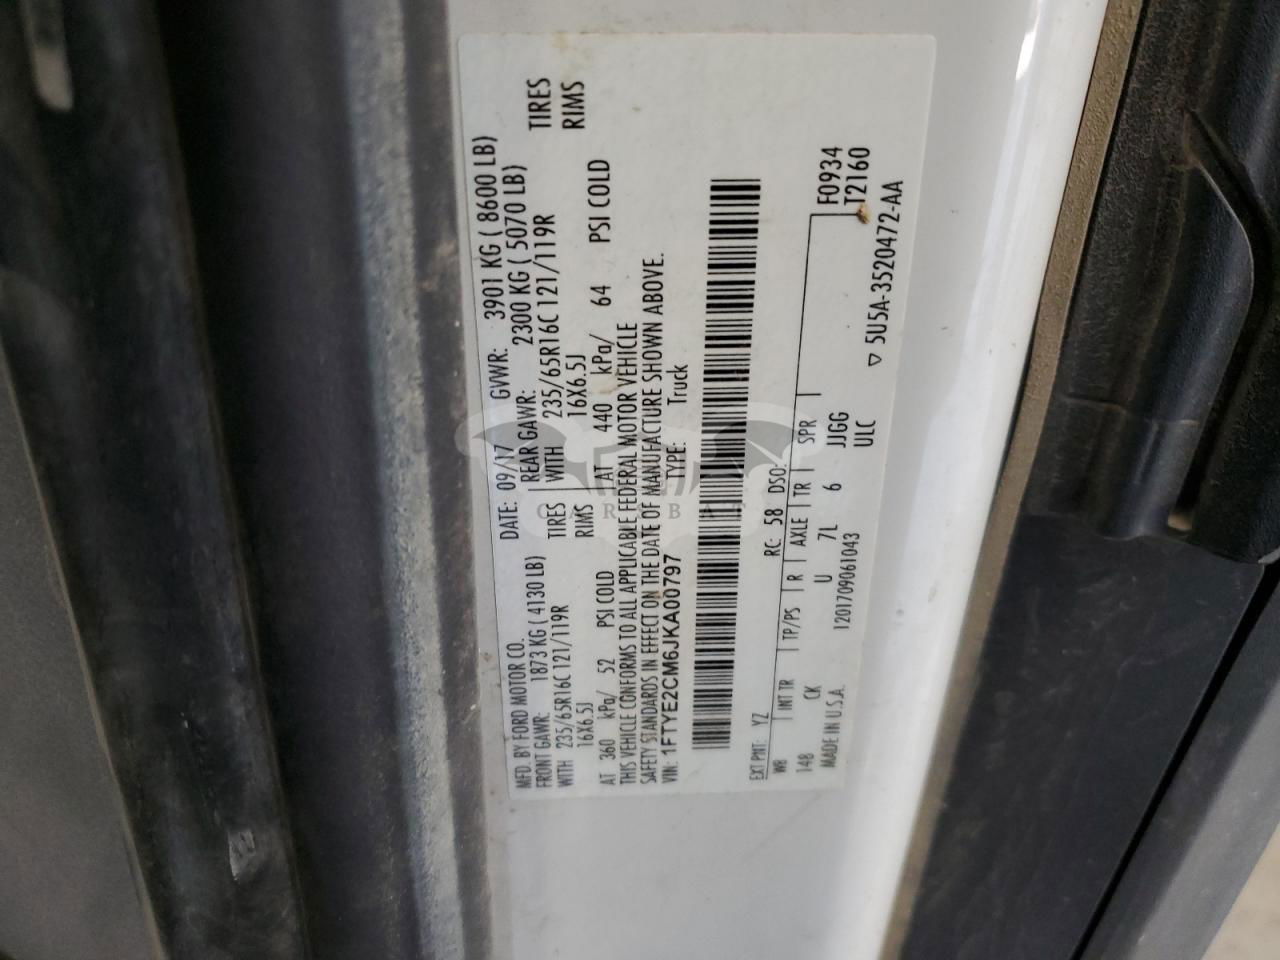 MFD. BY FORD MOTOR CO.
DATE: 09/17 GVWR: 3901 KG ( 8600 LB)
FRONT GAWR: 1873 KG ( 4130 LB) REAR GAWR: 2300 KG ( 5070 LB)
WITH 235/65R16C 121/119R TIRES WITH 235/65R16C 121/119R TIRES
16X6.5J RIMS 16X6.5J RIMS
AT 360 kPa/ 52 PSI COLD AT 440 kPa/ 64 PSI COLD
THIS VEHICLE CONFORMS TO ALL APPLICABLE FEDERAL MOTOR VEHICLE
SAFETY STANDARDS IN EFFECT ON THE DATE OF MANUFACTURE SHOWN ABOVE.
VIN: 1FTYE2CM6JKA00797 TYPE: Truck
EXT PNT: YZ RC: 58 DSO: F0934
WB INT TR TP/PS R AXLE TR SPR T2160
148 CK U 7L 6 JJGG
MADE IN U.S.A. 1201709061043 ULC
▽ 5U5A-3520472-AA
CARSBAT